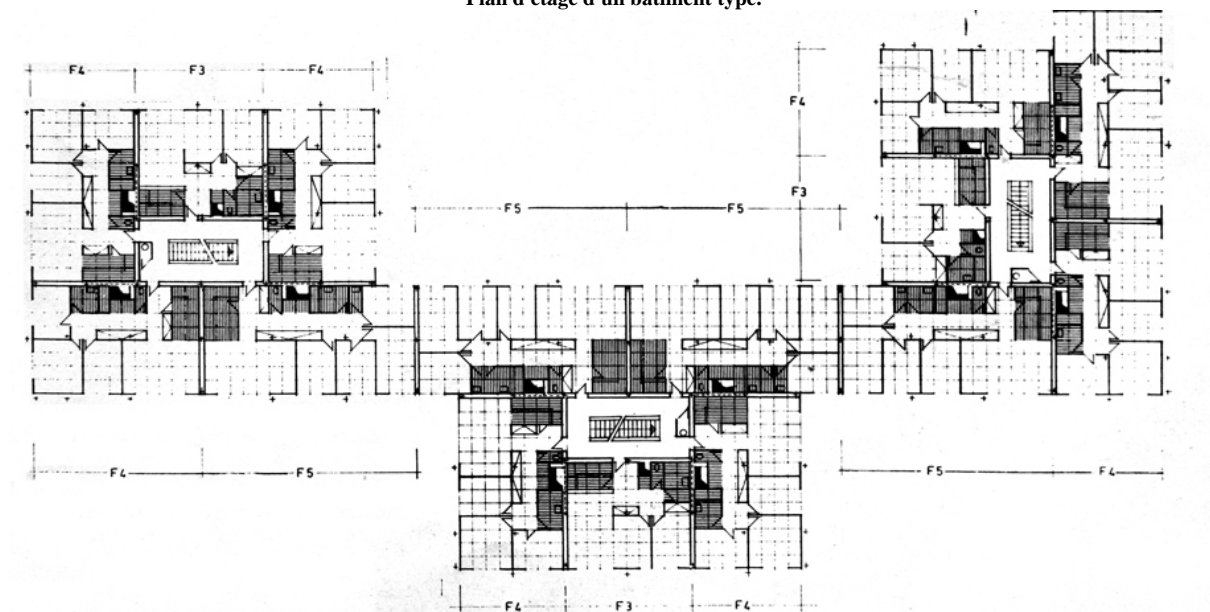 Plan d'étage d'un bâtiment type.
F4 F3 F4
F4
F3
F5 F5
F4 F5
F5 F4
F4 F3 F4